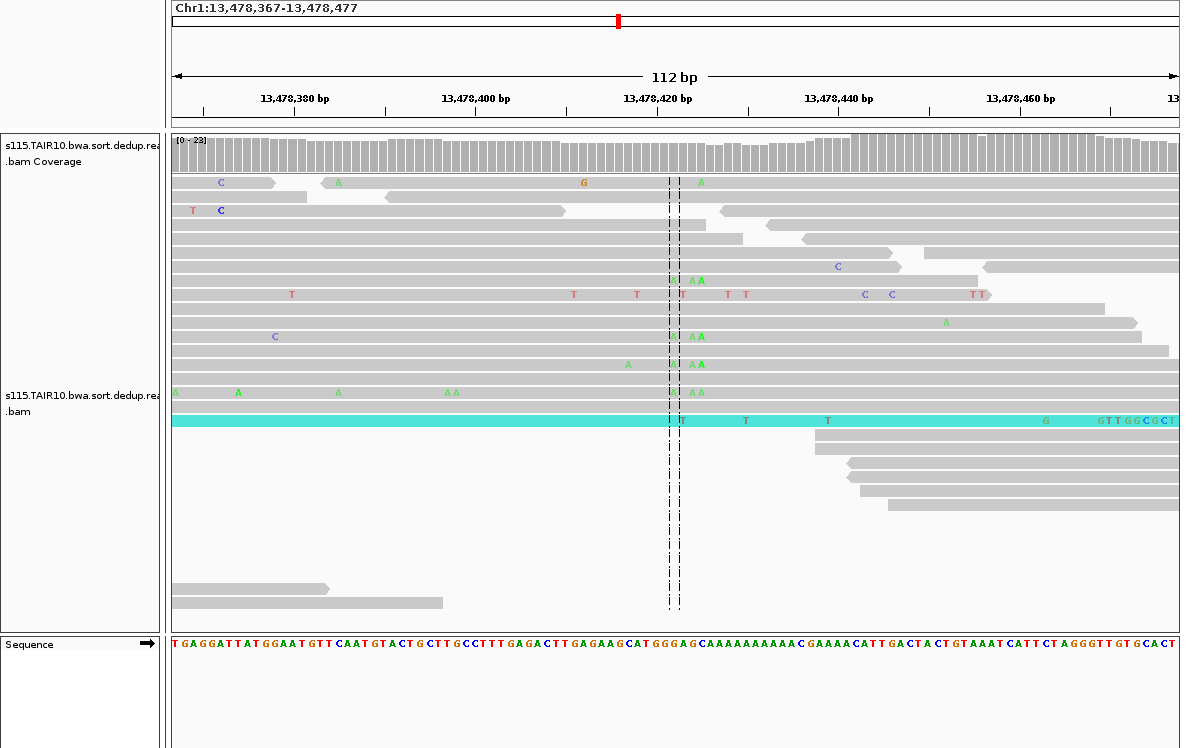 Chr1:13,478,367-13,478,477
112 bp
13,478,380 bp 13,478,400 bp 13,478,420 bp 13,478,440 bp 13,478,460 bp 13
s115.TAIR10.bwa.sort.dedup.rea
.bam Coverage
[0 - 23]
C A G A
T C
C
A A A
T T T T T T C C T T
A
C A A A
A A A A
A A A A A A A A
s115.TAIR10.bwa.sort.dedup.rea
.bam
T T T G G T T G G C G C T
Sequence
TGAGGATTATGGAATGTTCAATGTACTGCTTGCCTTTGAGACTTGAGAAGCATGGGAGCAAAAAAAAAACGAAAACATTGACTACTGTAAATCATTCTAGGGTTGTGCACT